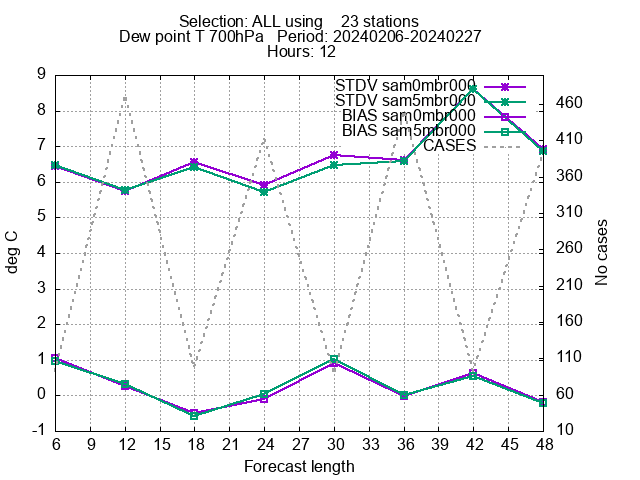 Selection: ALL using    23 stations
Dew point T 700hPa   Period: 20240206-20240227
Hours: 12
STDV sam0mbr000
STDV sam5mbr000
BIAS sam0mbr000
BIAS sam5mbr000
CASES
deg C
9
8
7
6
5
4
3
2
1
0
-1
460
410
360
310
260
210
160
110
60
10
No cases
6 9 12 15 18 21 24 27 30 33 36 39 42 45 48
Forecast length